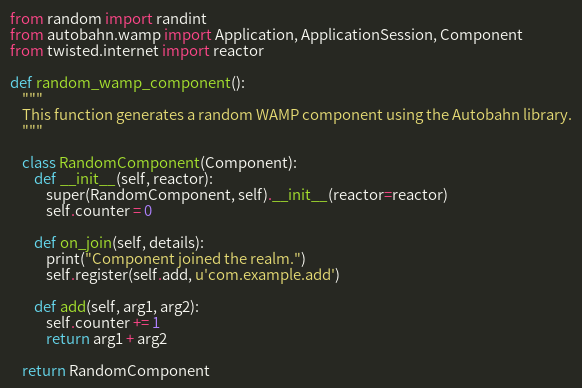 from random import randint
from autobahn.wamp import Application, ApplicationSession, Component
from twisted.internet import reactor

def random_wamp_component():
    """
    This function generates a random WAMP component using the Autobahn library.
    """

    class RandomComponent(Component):
        def __init__(self, reactor):
            super(RandomComponent, self).__init__(reactor=reactor)
            self.counter = 0

        def on_join(self, details):
            print("Component joined the realm.")
            self.register(self.add, u'com.example.add')

        def add(self, arg1, arg2):
            self.counter += 1
            return arg1 + arg2

    return RandomComponent